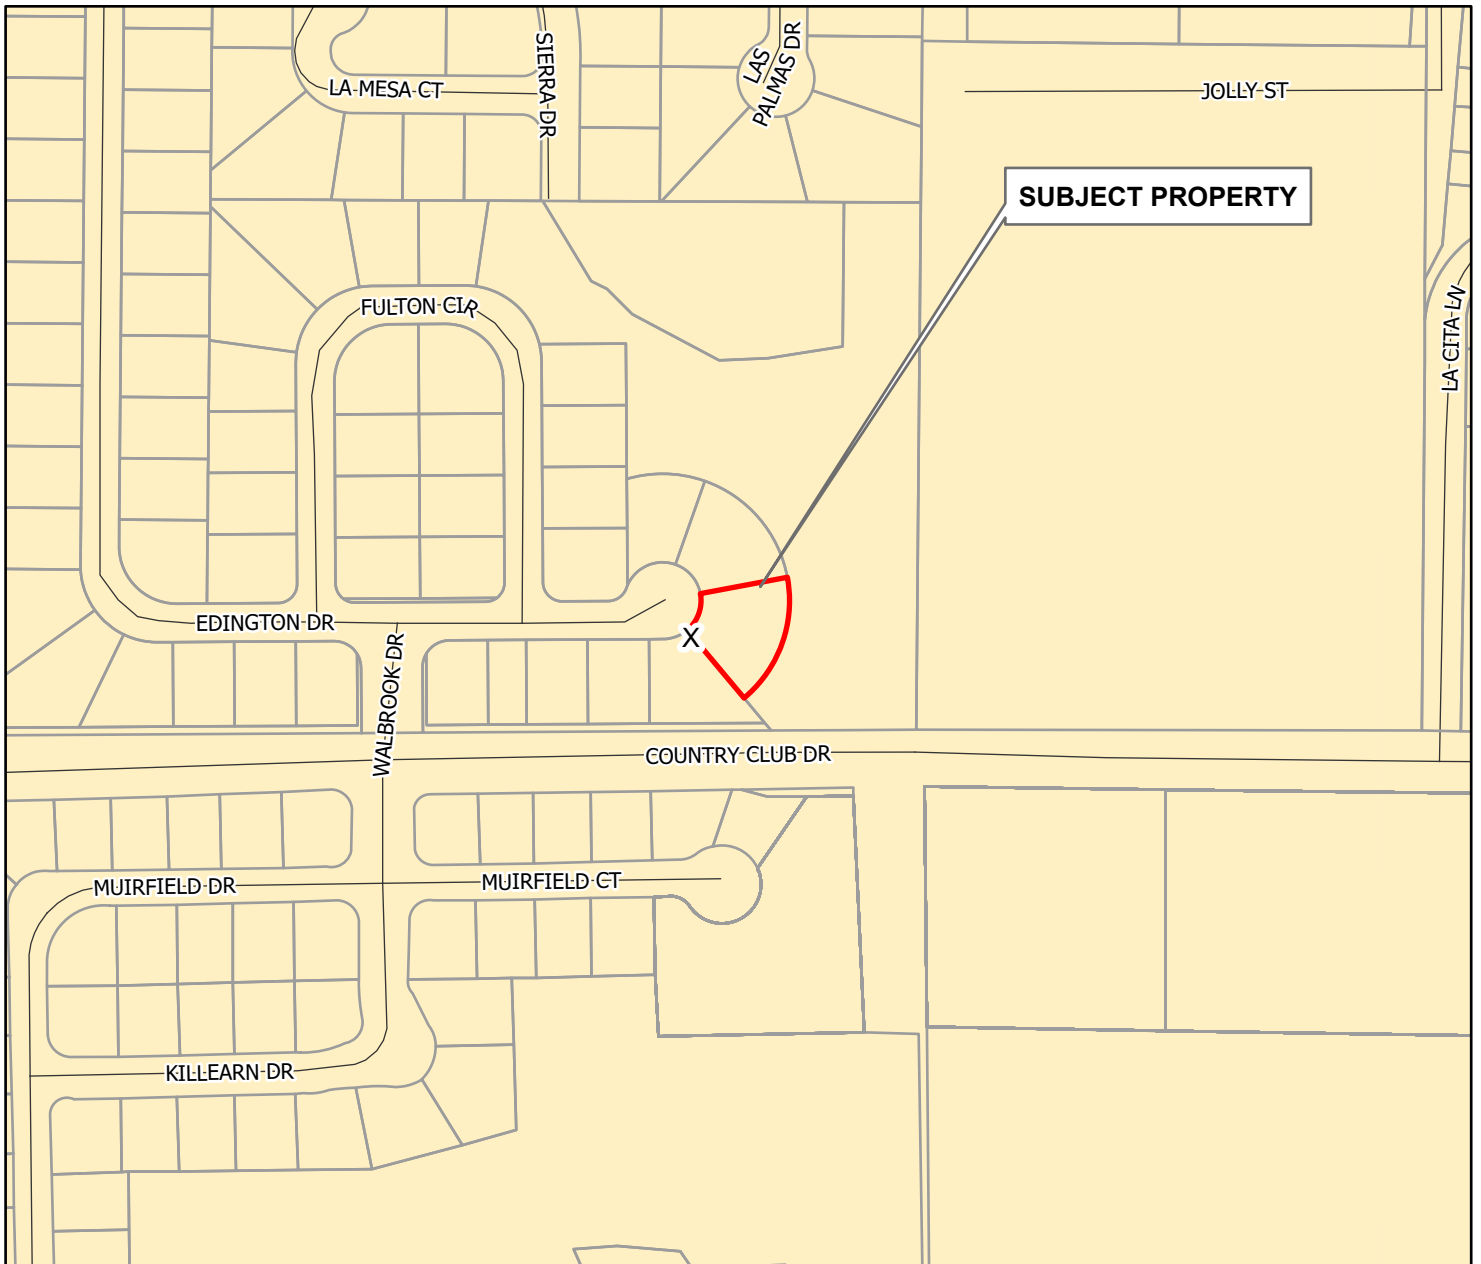 LAS
PALMAS DR
SIERRA DR
LA MESA CT
JOLLY ST
SUBJECT PROPERTY
FULTON CIR
LA CITA LN
EDINGTON DR
X
WALBROOK DR
COUNTRY CLUB DR
MUIRFIELD DR
MUIRFIELD CT
KILLEARN DR